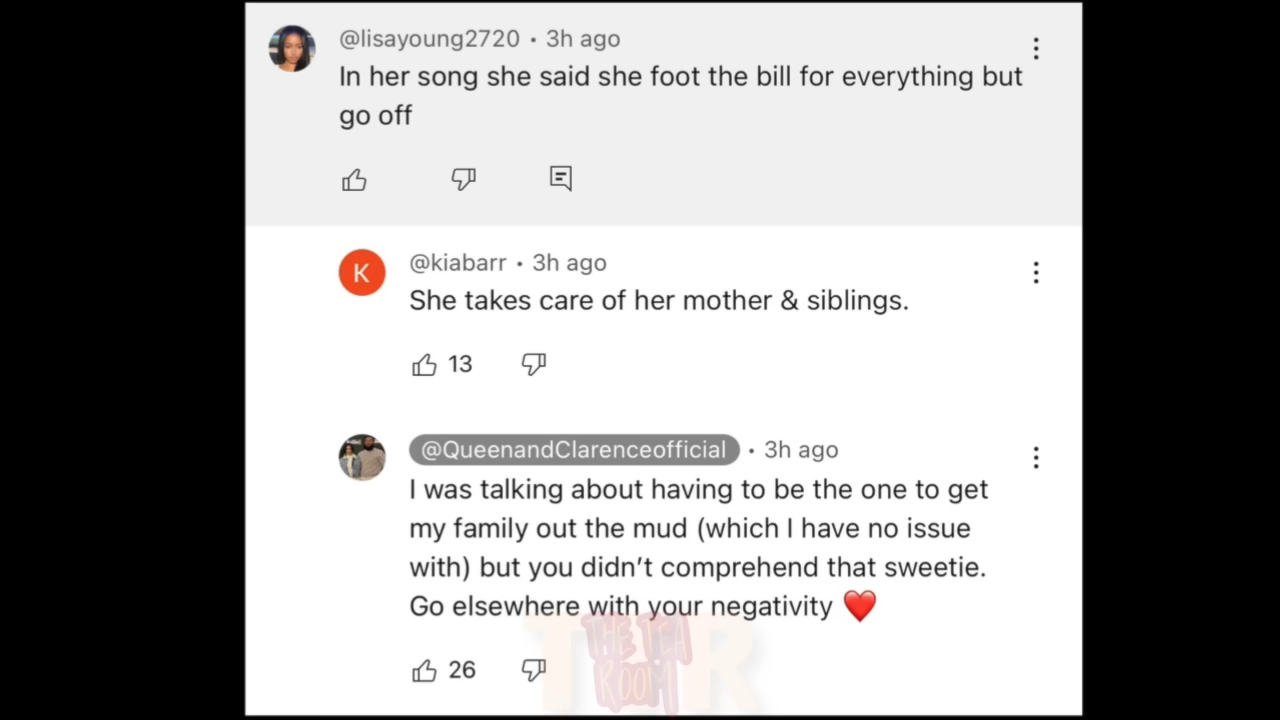 @lisayoung2720 • 3h ago
In her song she said she foot the bill for everything but
go off
K
@kiabarr • 3h ago
She takes care of her mother & siblings.
13
@QueenandClarenceofficial • 3h ago
I was talking about having to be the one to get
my family out the mud (which I have no issue
with) but you didn’t comprehend that sweetie.
Go elsewhere with your negativity ❤️
T R
THE TEA
ROOM
26